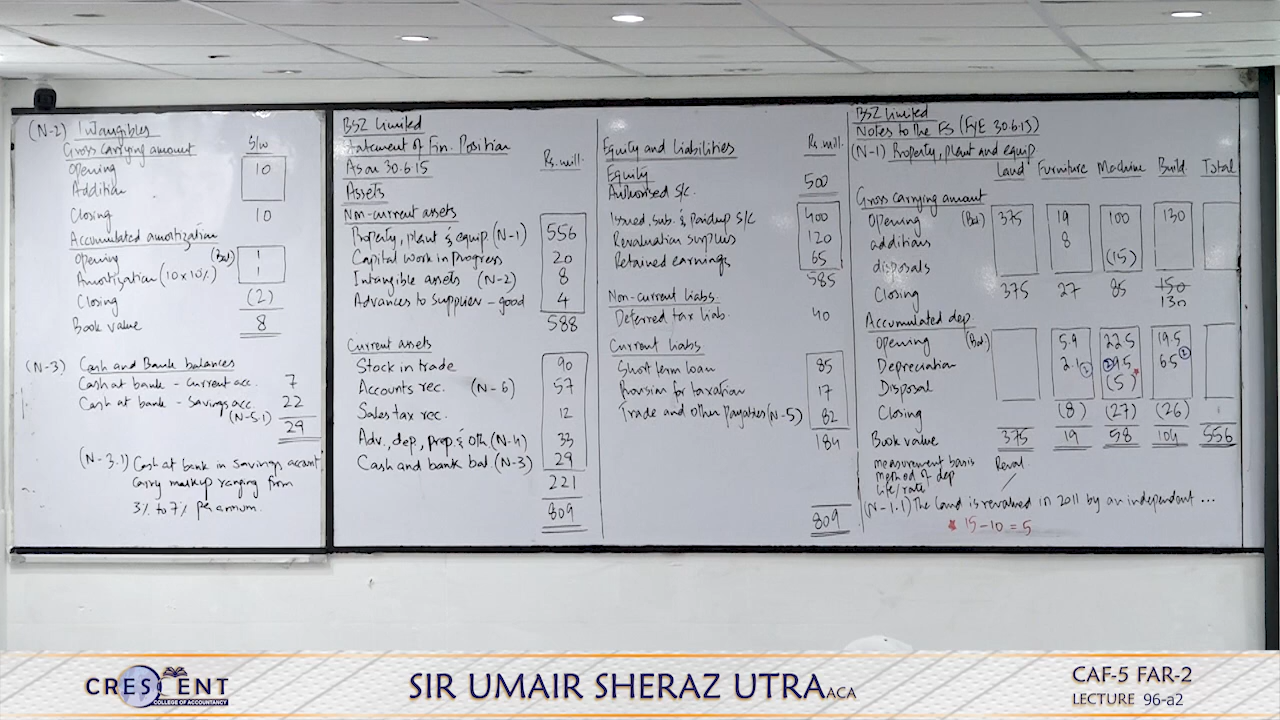 (N-2) Intangibles
S/w
Gross carrying amount
Opening 10
Addition
Closing 10
Accumulated amortization
Opening (Bal) 1
Amortization (10x10%) 1
Closing (2)
Book value 8
(N-3) Cash and Bank balances
Cash at bank - Current acc. 7
Cash at bank - Savings acc. 22
29
(N-3.1) Cash at bank in savings account
Carry markup ranging from
3% to 7% per annum.
BSZ Limited
Statement of Fin. Position
As on 30.6.15 Rs. mill.
Assets
Non-current assets
Property, plant & equip (N-1) 556
Capital work in progress 20
Intangible assets (N-2) 8
Advances to supplier - good 4
588
Current assets
Stock in trade 90
Accounts rec. (N-6) 57
Sales tax rec. 12
Adv., dep, prep & oth (N-4) 33
Cash and bank bal (N-3) 29
221
809
Equity and Liabilities Rs. mill.
Equity
Authorised S/c. 500
Issued, sub. & paidup S/c 400
Revaluation surplus 120
Retained earnings 65
585
Non-current liabs.
Deferred tax liab. 40
Current liabs
Short term loan 85
Provision for taxation 17
Trade and other payables (N-5) 82
184
809
BSZ Limited
Notes to the FS (FYE 30.6.15)
(N-1) Property, plant and equip.
Land Furniture Machine Build. Total
Gross carrying amount
Opening (Bal) 375 19 100 130
additions 8
disposals (15)
Closing 375 27 85 150
130
Accumulated dep.
Opening (Bal) 5.9 22.5 19.5
Depreciation 2.1 2 2 9.5 * 6.5 2
Disposal (5)
Closing (8) (27) (26)
Book value 375 19 58 104 556
measurement basis Reval.
method of dep /
life/rate
(N-1.1) The land is revalued in 2011 by an independent ...
* 15-10 = 5
CRESCENT
COLLEGE OF ACCOUNTANCY
SIR UMAIR SHERAZ UTRA ACA
CAF-5 FAR-2
LECTURE 96-a2